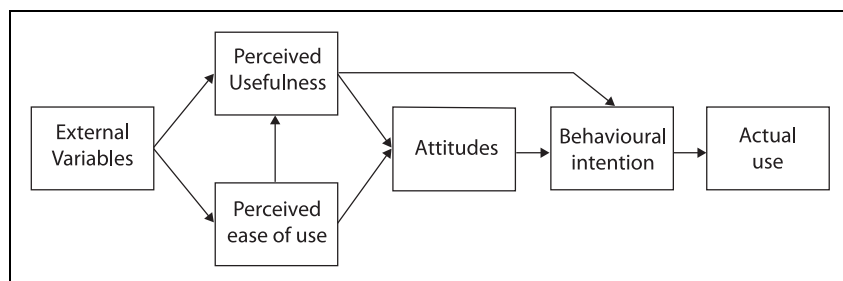 Perceived
Usefulness
External
Variables
Perceived
ease of use
Attitudes
Behavioural
intention
Actual
use